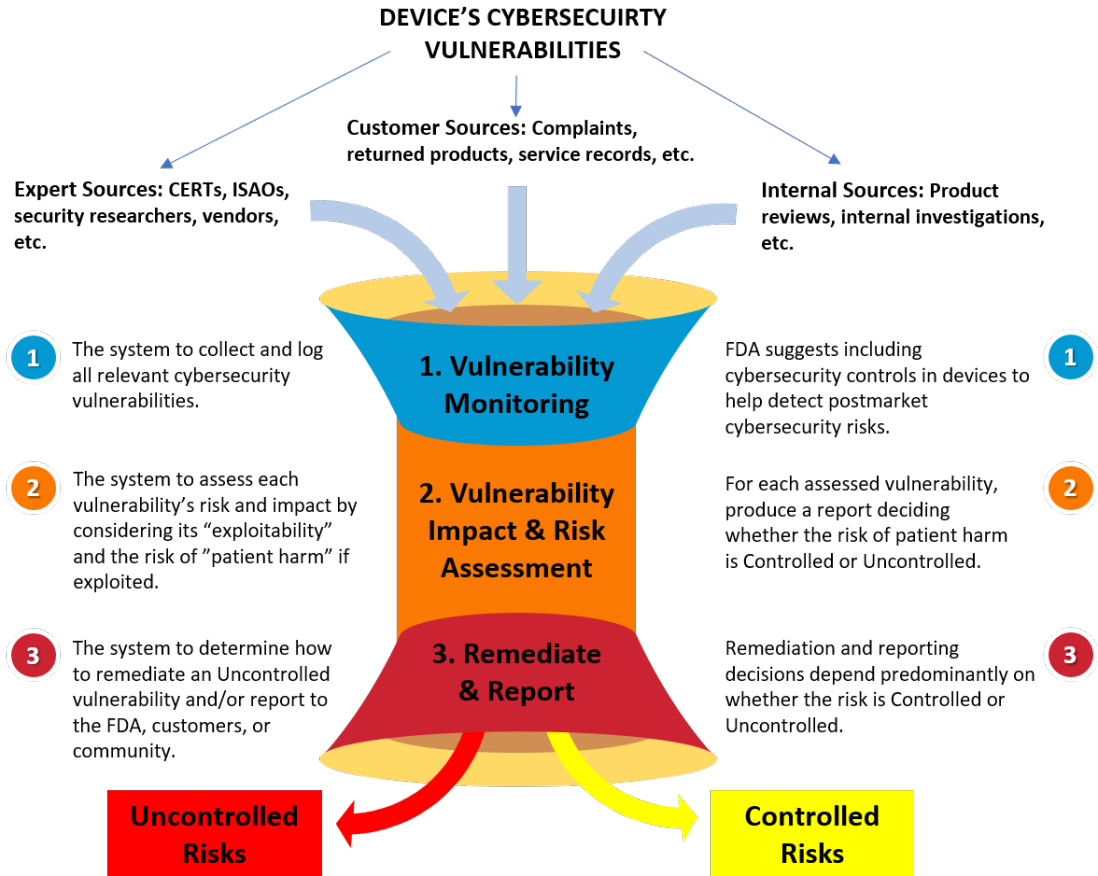 DEVICE'S CYBERSECUIRTY
VULNERABILITIES
Customer Sources: Complaints,
returned products, service records, etc.
Expert Sources: CERTs, ISAOs,
security researchers, vendors,
etc.
Internal Sources: Product
reviews, internal investigations,
etc.
1
The system to collect and log
all relevant cybersecurity
vulnerabilities.
1. Vulnerability
Monitoring
FDA suggests including
cybersecurity controls in devices to
help detect postmarket
cybersecurity risks.
1
2
The system to assess each
vulnerability's risk and impact by
considering its “exploitability”
and the risk of ”patient harm” if
exploited.
2. Vulnerability
Impact & Risk
Assessment
For each assessed vulnerability,
produce a report deciding
whether the risk of patient harm
is Controlled or Uncontrolled.
2
3
The system to determine how
to remediate an Uncontrolled
vulnerability and/or report to
the FDA, customers, or
community.
3. Remediate
& Report
Remediation and reporting
decisions depend predominantly on
whether the risk is Controlled or
Uncontrolled.
3
Uncontrolled
Risks
Controlled
Risks